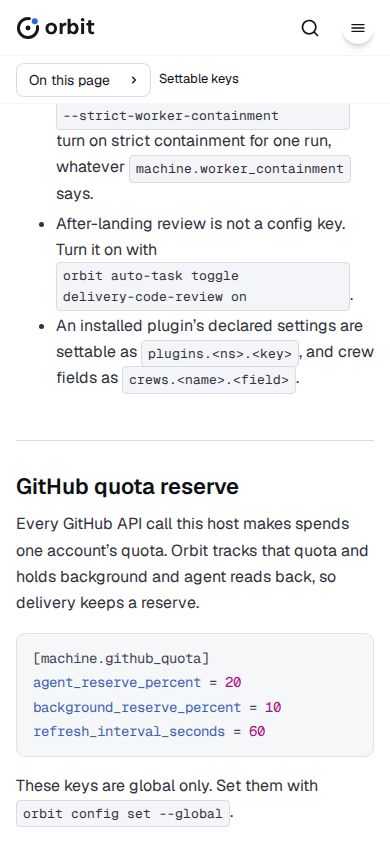 orbit
On this page
Settable keys
--strict-worker-containment
turn on strict containment for one run,
whatever machine.worker_containment
says.
After-landing review is not a config key.
Turn it on with
orbit auto-task toggle
delivery-code-review on.
An installed plugin’s declared settings are
settable as plugins.<ns>.<key>, and crew
fields as crews.<name>.<field>.
GitHub quota reserve
Every GitHub API call this host makes spends
one account’s quota. Orbit tracks that quota and
holds background and agent reads back, so
delivery keeps a reserve.
[machine.github_quota]
agent_reserve_percent = 20
background_reserve_percent = 10
refresh_interval_seconds = 60
These keys are global only. Set them with
orbit config set --global.